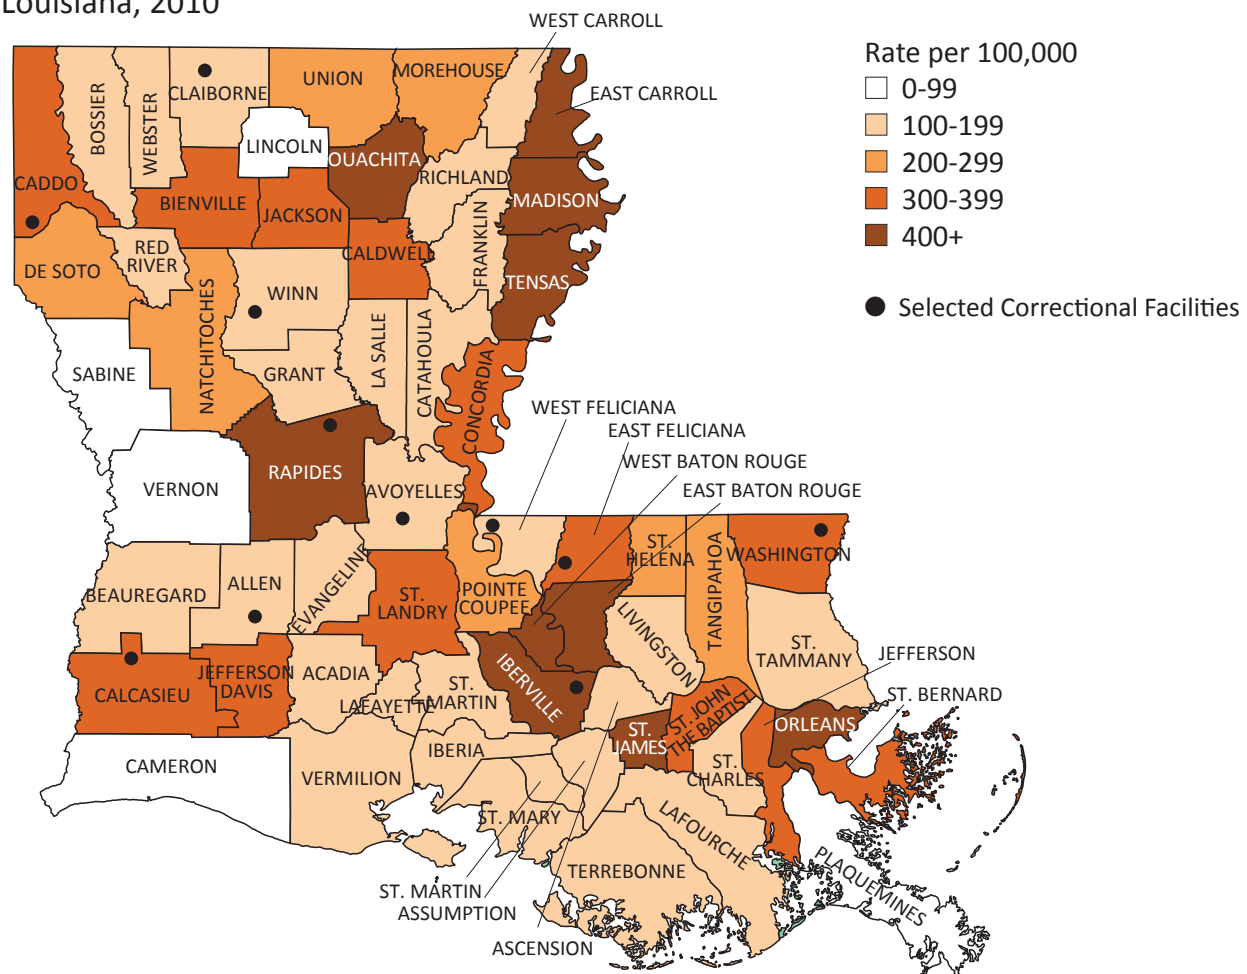 Louisiana, 2010
WEST CARROLL
Rate per 100,000
0-99
100-199
200-299
300-399
400+
Selected Correctional Facilities
EAST CARROLL
MOREHOUSE
UNION
CLAIBORNE
BOSSIER
WEBSTER
LINCOLN
OUACHITA
RICHLAND
CADDO
BIENVILLE
JACKSON
MADISON
CALDWELL
FRANKLIN
RED
RIVER
DE SOTO
TENSAS
WINN
NATCHITOCHES
LA SALLE
CATAHOULA
SABINE
GRANT
CONCORDIA
WEST FELICIANA
EAST FELICIANA
WEST BATON ROUGE
EAST BATON ROUGE
RAPIDES
VERNON
AVOYELLES
ST.
HELENA
TANGIPAHOA
WASHINGTON
BEAUREGARD
ALLEN
EVANGELINE
ST.
LANDRY
POINTE
COUPEE
LIVINGSTON
ST.
TAMMANY
JEFFERSON
ST. BERNARD
CALCASIEU
JEFFERSON
DAVIS
ACADIA
LAFAYETTE
ST.
MARTIN
IBERVILLE
ST.
JAMES
ST. JOHN
THE BAPTIST
ORLEANS
CAMERON
VERMILION
IBERIA
ST.
CHARLES
ST. MARY
LAFOURCHE
TERREBONNE
PLAQUEMINES
ST. MARTIN
ASSUMPTION
ASCENSION